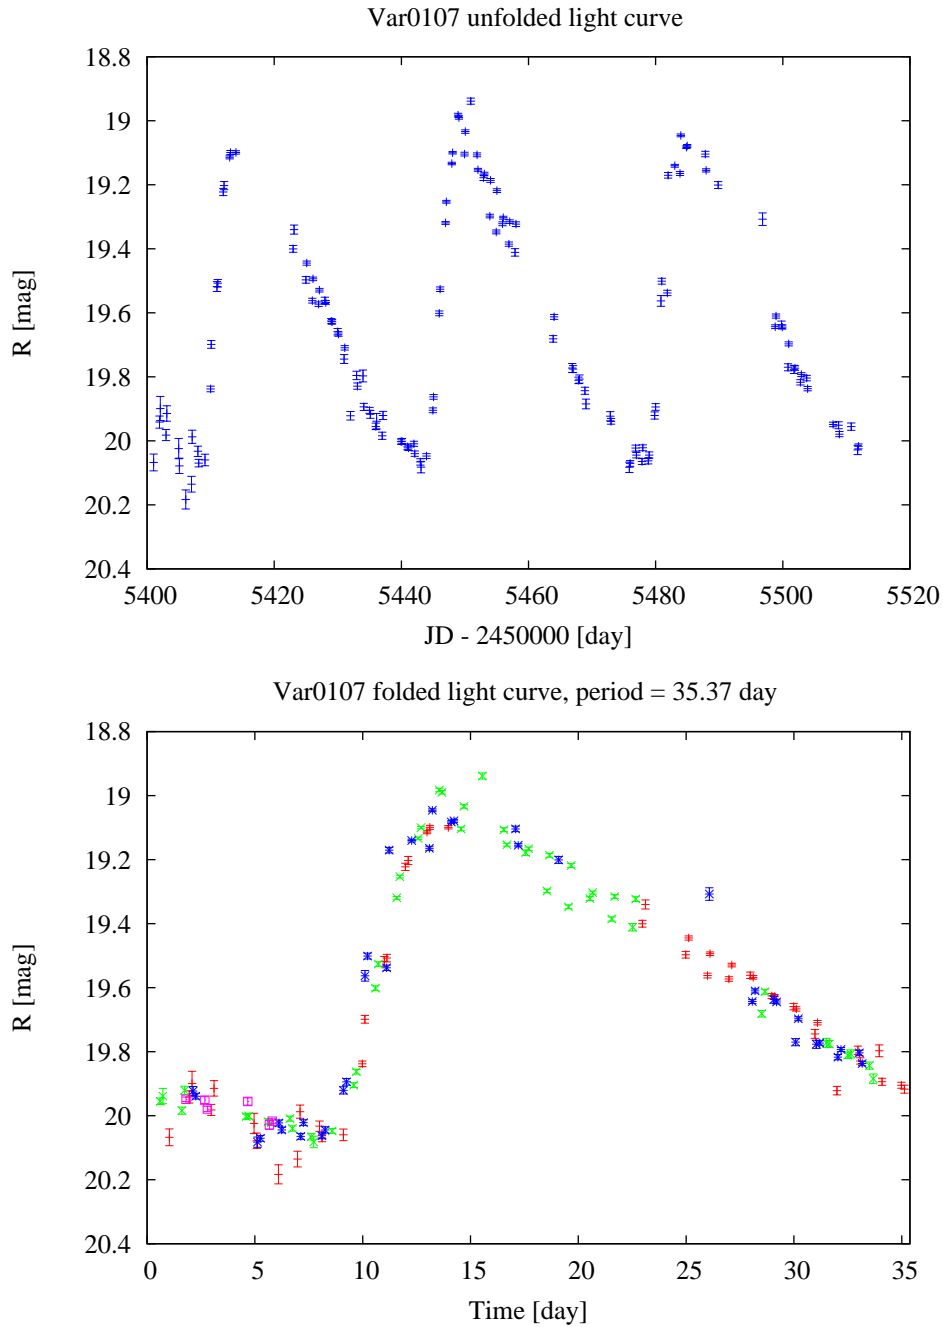 Var0107 unfolded light curve
18.8
19
19.2
19.4
19.6
19.8
20
20.2
20.4
R [mag]
5400 5420 5440 5460 5480 5500 5520
JD - 2450000 [day]
Var0107 folded light curve, period = 35.37 day
18.8
19
19.2
19.4
19.6
19.8
20
20.2
20.4
R [mag]
0 5 10 15 20 25 30 35
Time [day]